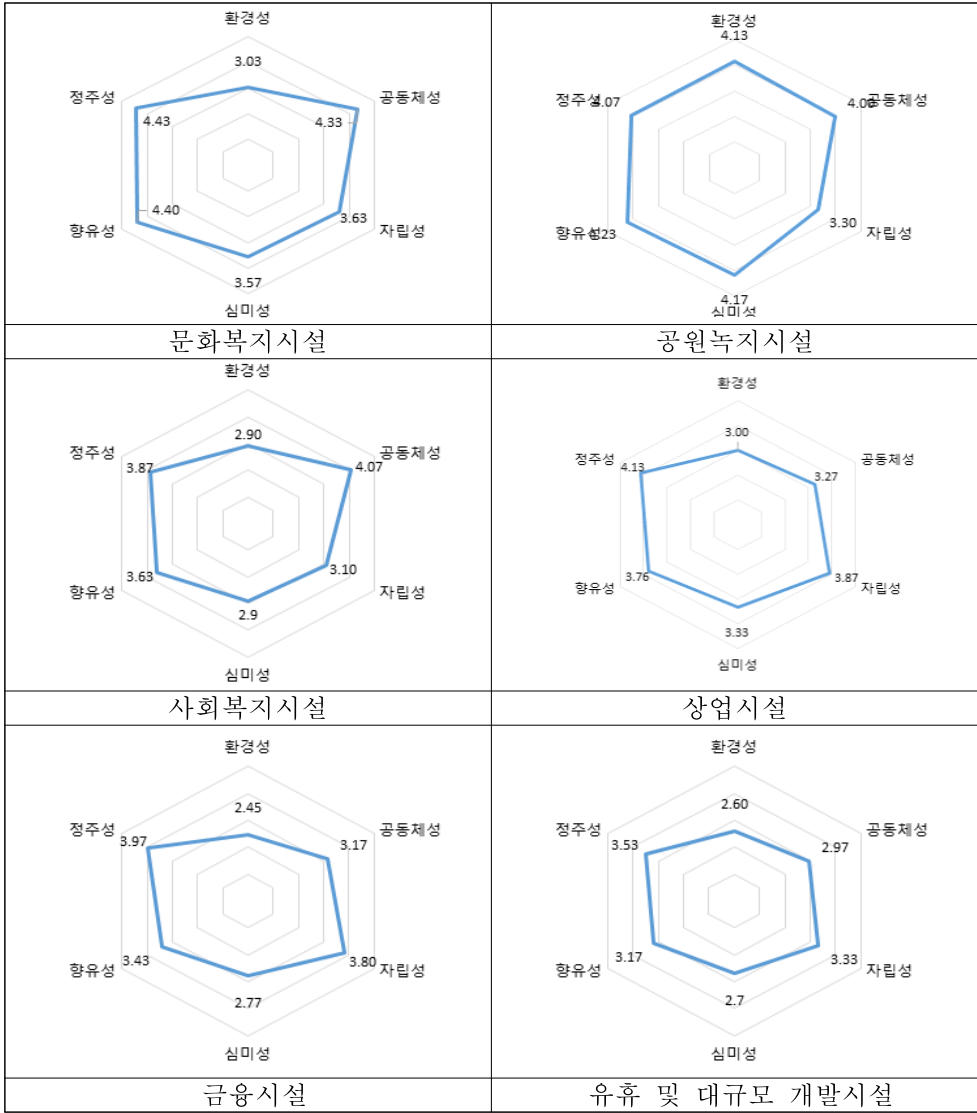 환경성
3.03
정주성
공동체성
4.43
4.33
4.40
3.63
향유성
자립성
3.57
심미성
문화복지시설
환경성
4.13
정주성
4.07
공동체성
4.00
3.30
향유성
4.23
자립성
4.17
심미성
공원녹지시설
환경성
2.90
정주성
공동체성
3.87
4.07
3.63
3.10
향유성
자립성
2.9
심미성
사회복지시설
환경성
3.00
정주성
공동체성
4.13
3.27
3.76
3.87
향유성
자립성
3.33
심미성
상업시설
환경성
2.45
정주성
공동체성
3.97
3.17
3.43
3.80
향유성
자립성
2.77
심미성
금융시설
환경성
2.60
정주성
공동체성
3.53
2.97
3.17
3.33
향유성
자립성
2.7
심미성
유휴 및 대규모 개발시설